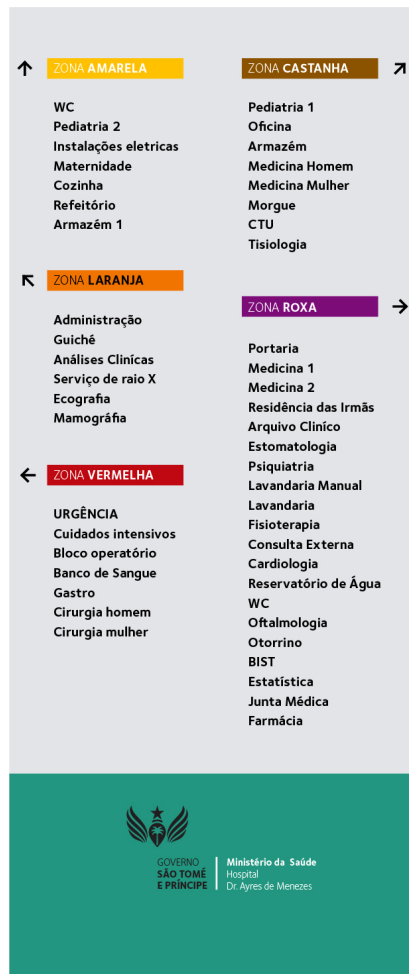 ZONA AMARELA
WC
Pediatria 2
Instalações eletricas
Maternidade
Cozinha
Refeitório
Armazém 1
ZONA LARANJA
Administração
Guiché
Análises Clinícas
Serviço de raio X
Ecografia
Mamográfia
ZONA VERMELHA
URGÊNCIA
Cuidados intensivos
Bloco operatório
Banco de Sangue
Gastro
Cirurgia homem
Cirurgia mulher
ZONA CASTANHA
Pediatria 1
Oficina
Armazém
Medicina Homem
Medicina Mulher
Morgue
CTU
Tisiologia
ZONA ROXA
Portaria
Medicina 1
Medicina 2
Residência das Irmãs
Arquivo Cliníco
Estomatologia
Psiquiatria
Lavandaria Manual
Lavandaria
Fisioterapia
Consulta Externa
Cardiologia
Reservatório de Água
WC
Oftalmologia
Otorrino
BIST
Estatística
Junta Médica
Farmácia
GOVERNO
SÃO TOMÉ
E PRÍNCIPE
Ministério da Saúde
Hospital
Dr. Ayres de Menezes